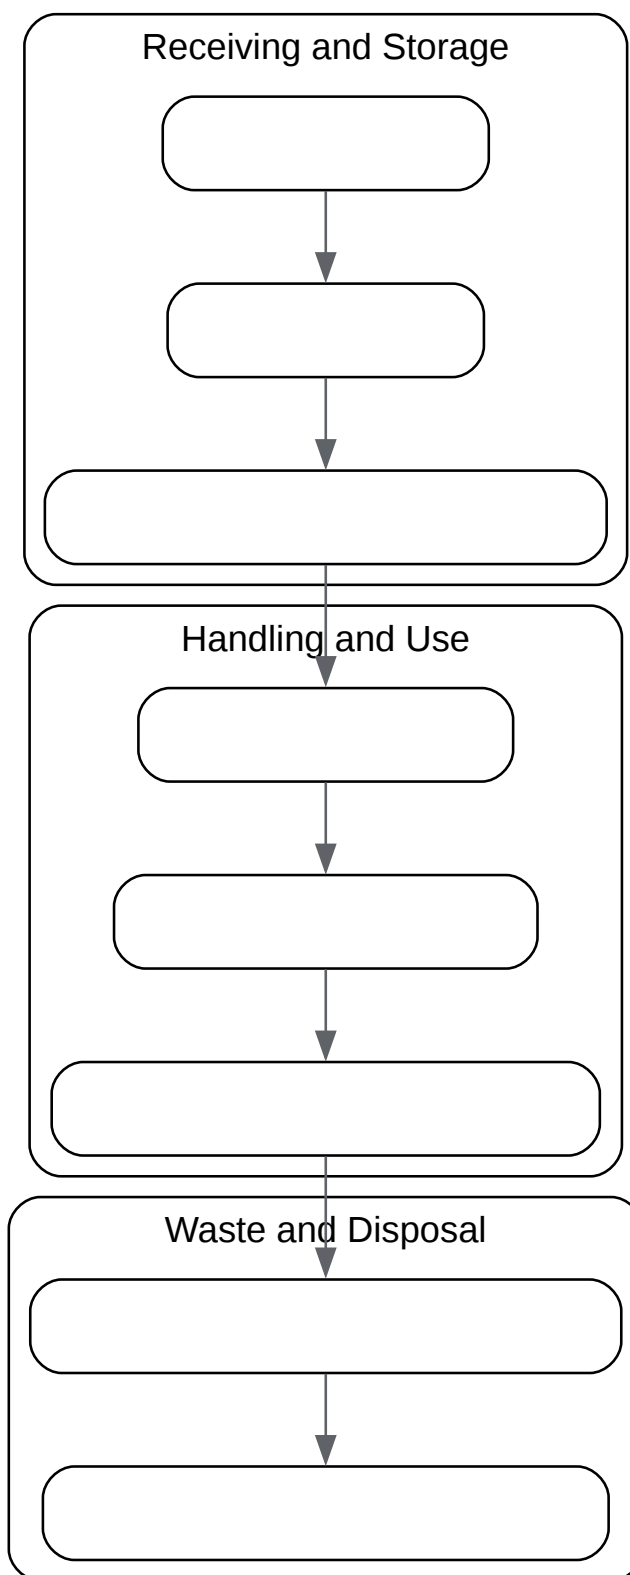 Receiving and Storage
Handling and Use
Waste and Disposal